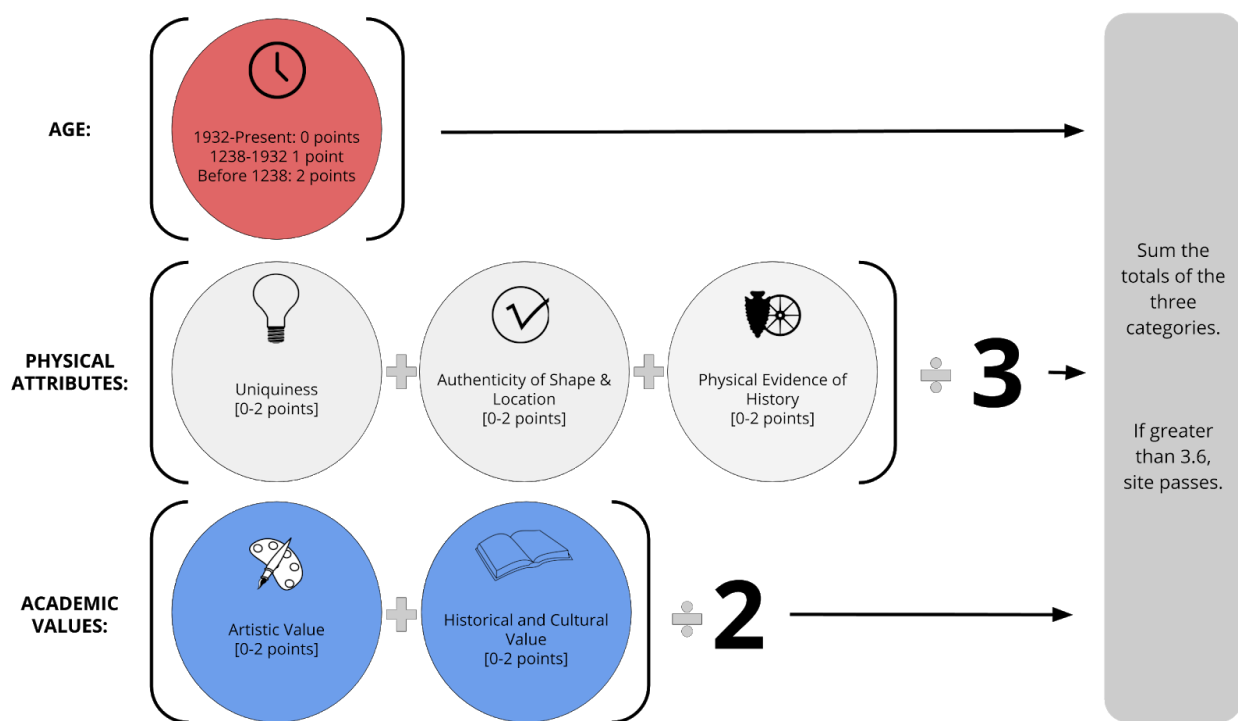 AGE:
1932-Present: 0 points
1238-1932 1 point
Before 1238: 2 points
PHYSICAL
ATTRIBUTES:
Uniquiness
[0-2 points]
Authenticity of Shape &
Location
[0-2 points]
Physical Evidence of
History
[0-2 points]
÷ 3
ACADEMIC
VALUES:
Artistic Value
[0-2 points]
Historical and Cultural
Value
[0-2 points]
÷ 2
Sum the
totals of the
three
categories.
If greater
than 3.6,
site passes.